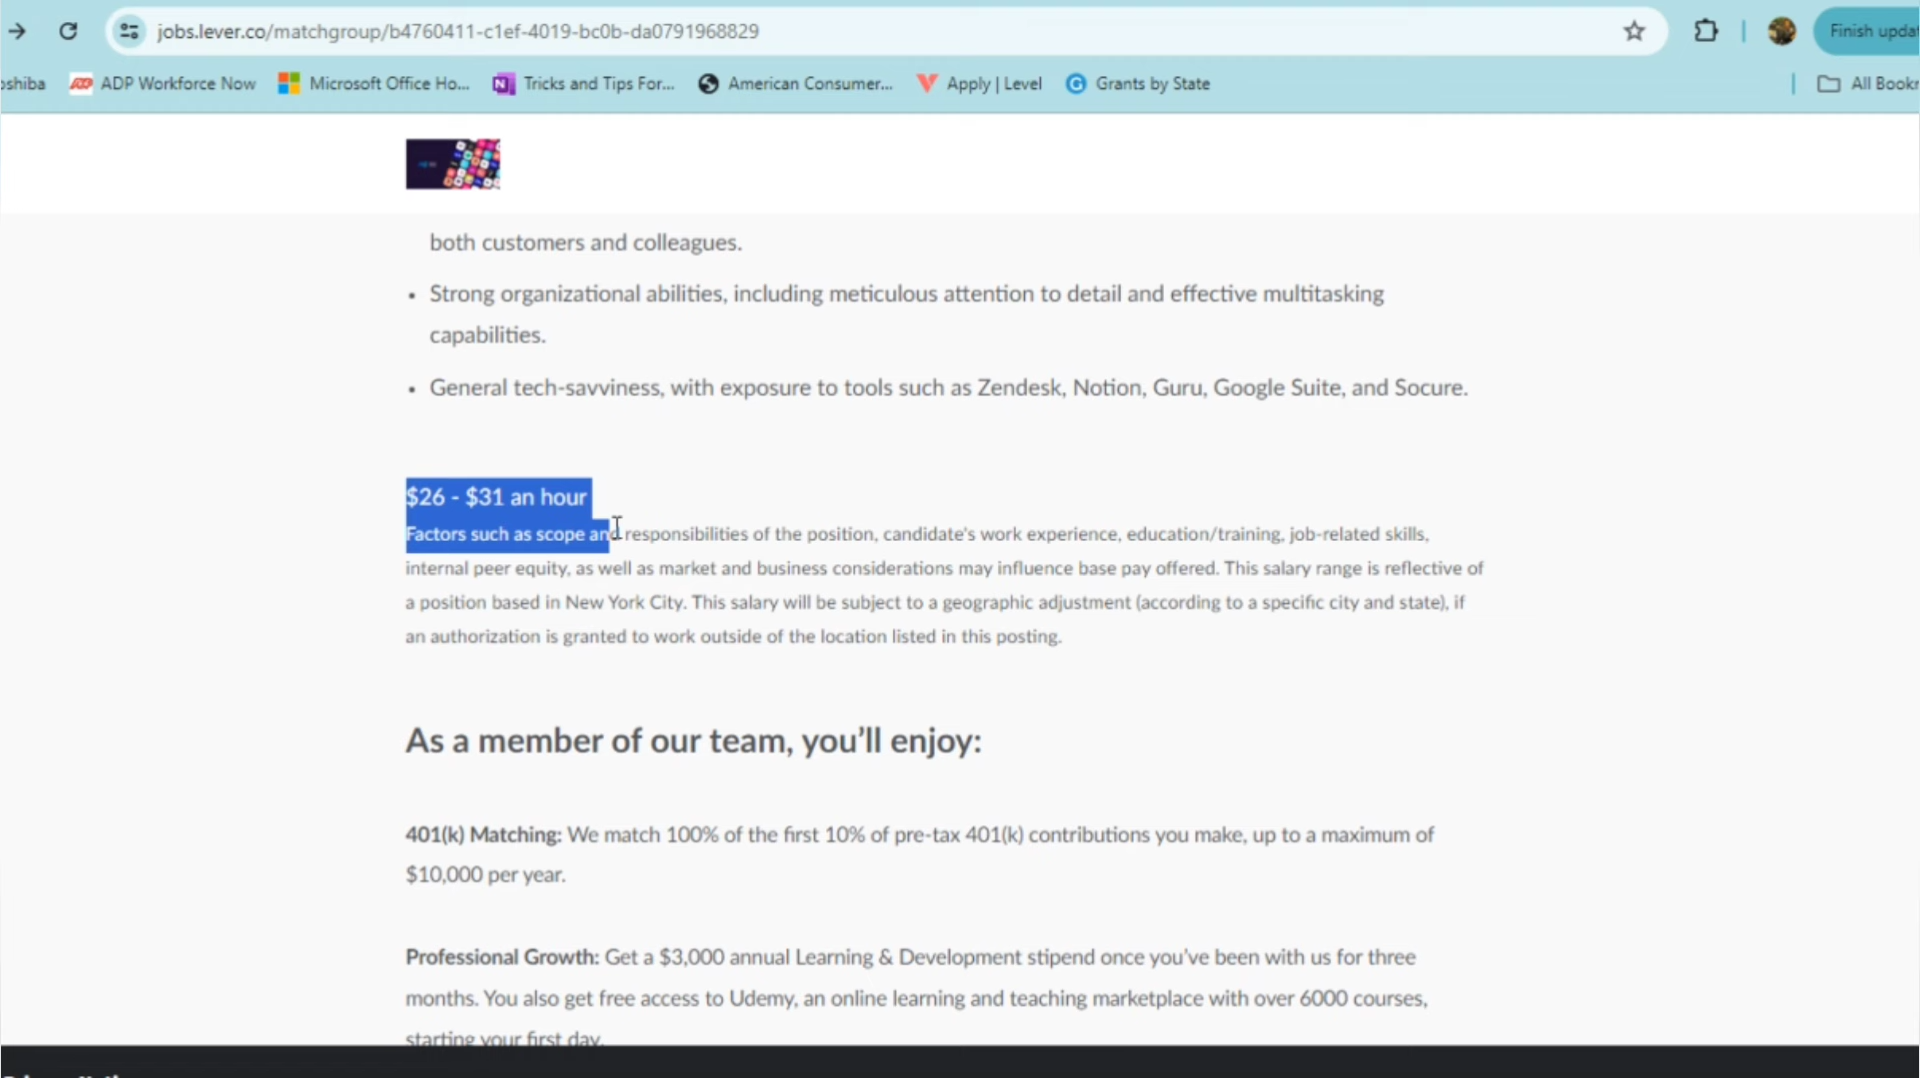 jobs.lever.co/matchgroup/b4760411-c1ef-4019-bc0b-da0791968829
Finish updat
oshiba ADP Workforce Now Microsoft Office Ho... Tricks and Tips For... American Consumer... Apply | Level Grants by State All Bookr
both customers and colleagues.
• Strong organizational abilities, including meticulous attention to detail and effective multitasking
capabilities.
• General tech-savviness, with exposure to tools such as Zendesk, Notion, Guru, Google Suite, and Socure.
$26 - $31 an hour
Factors such as scope and responsibilities of the position, candidate's work experience, education/training, job-related skills,
internal peer equity, as well as market and business considerations may influence base pay offered. This salary range is reflective of
a position based in New York City. This salary will be subject to a geographic adjustment (according to a specific city and state), if
an authorization is granted to work outside of the location listed in this posting.
As a member of our team, you’ll enjoy:
401(k) Matching: We match 100% of the first 10% of pre-tax 401(k) contributions you make, up to a maximum of
$10,000 per year.
Professional Growth: Get a $3,000 annual Learning & Development stipend once you’ve been with us for three
months. You also get free access to Udemy, an online learning and teaching marketplace with over 6000 courses,
starting your first day.